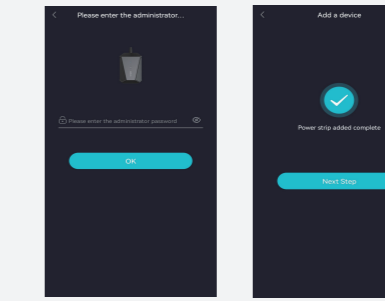 Please enter the administrator...
Please enter the administrator password
OK
Add a device
Power strip added complete
Next Step